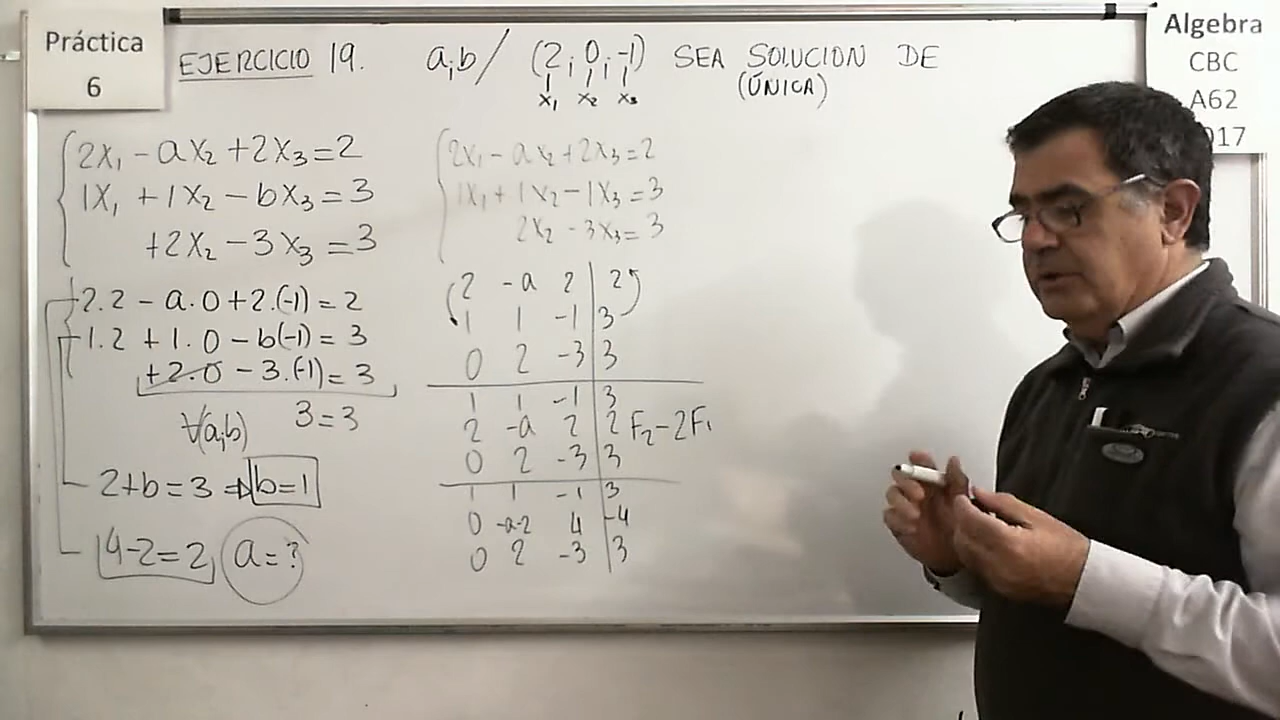 Práctica
6
EJERCICIO 19. a,b/ (2, 0, -1) SEA SOLUCION DE
x₁ x₂ x₃ (ÚNICA)
Algebra
CBC
A62
017
2x₁ - ax₂ + 2x₃ = 2
1x₁ + 1x₂ - bx₃ = 3
+2x₂ - 3x₃ = 3
2.2 - a.0 + 2.(-1) = 2
1.2 + 1.0 - b(-1) = 3
+2.0 - 3.(-1) = 3
∀(a,b) 3 = 3
2+b = 3 ⇒ b=1
4-2=2 a=?
2x₁ - ax₂ + 2x₃ = 2
1x₁ + 1x₂ - 1x₃ = 3
2x₂ - 3x₃ = 3
2 -a 2 | 2
1 1 -1 | 3
0 2 -3 | 3
1 1 -1 | 3
2 -a 2 | 2 F₂-2F₁
0 2 -3 | 3
1 1 -1 | 3
0 -a-2 4 | -4
0 2 -3 | 3